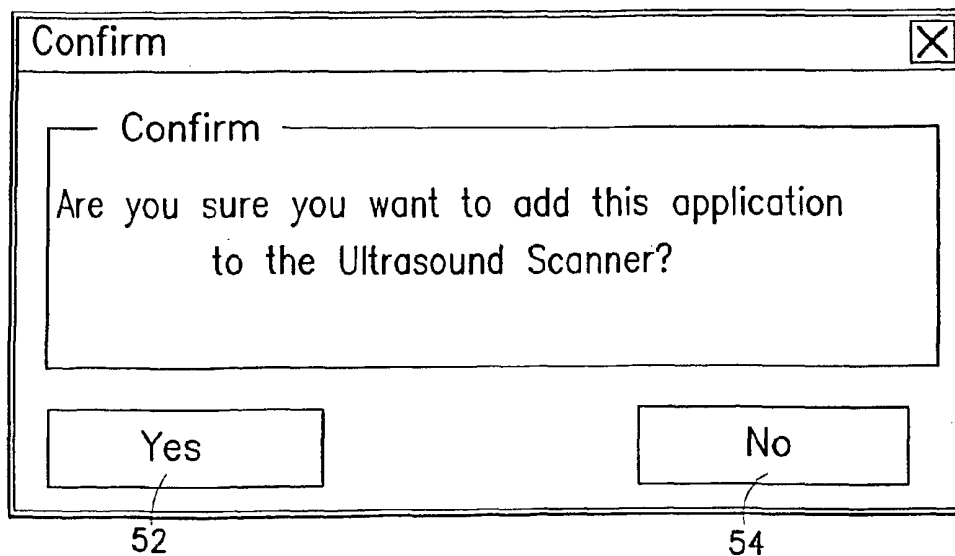 Confirm
Confirm
Are you sure you want to add this application
to the Ultrasound Scanner?
Yes
No
52
54